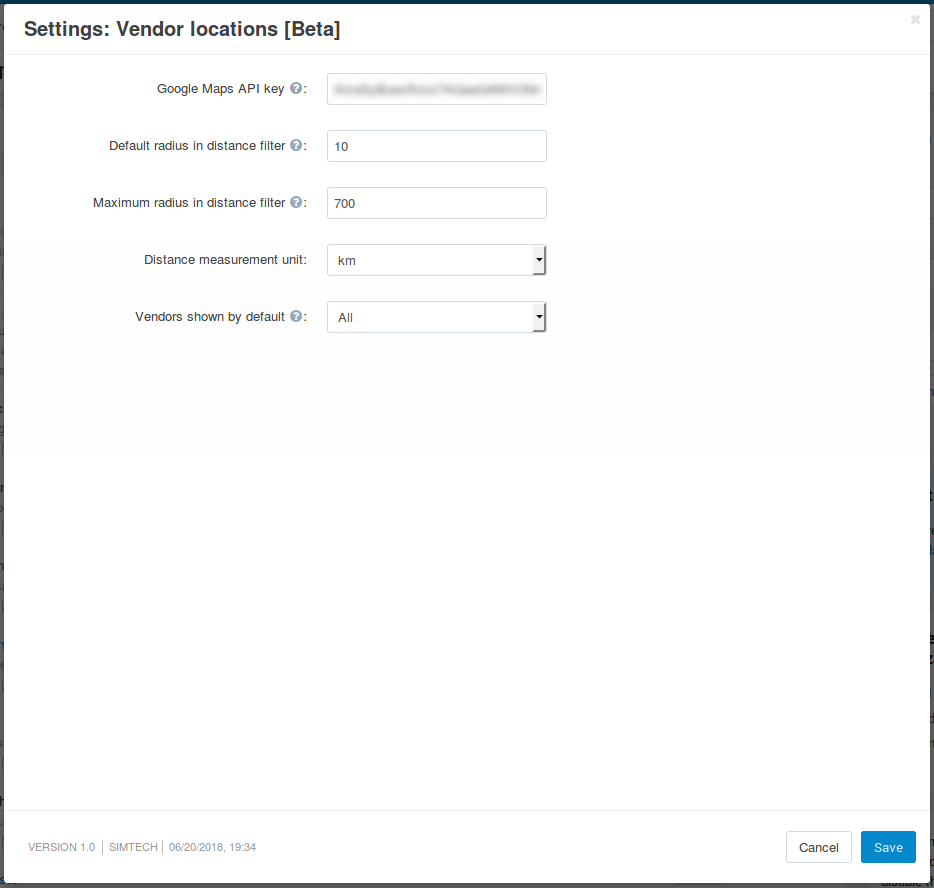 Settings: Vendor locations [Beta]
Google Maps API key ?:
Default radius in distance filter ?: 10
Maximum radius in distance filter ?: 700
Distance measurement unit: km
Vendors shown by default ?: All
VERSION 1.0 | SIMTECH | 06/20/2018, 19:34
Cancel
Save